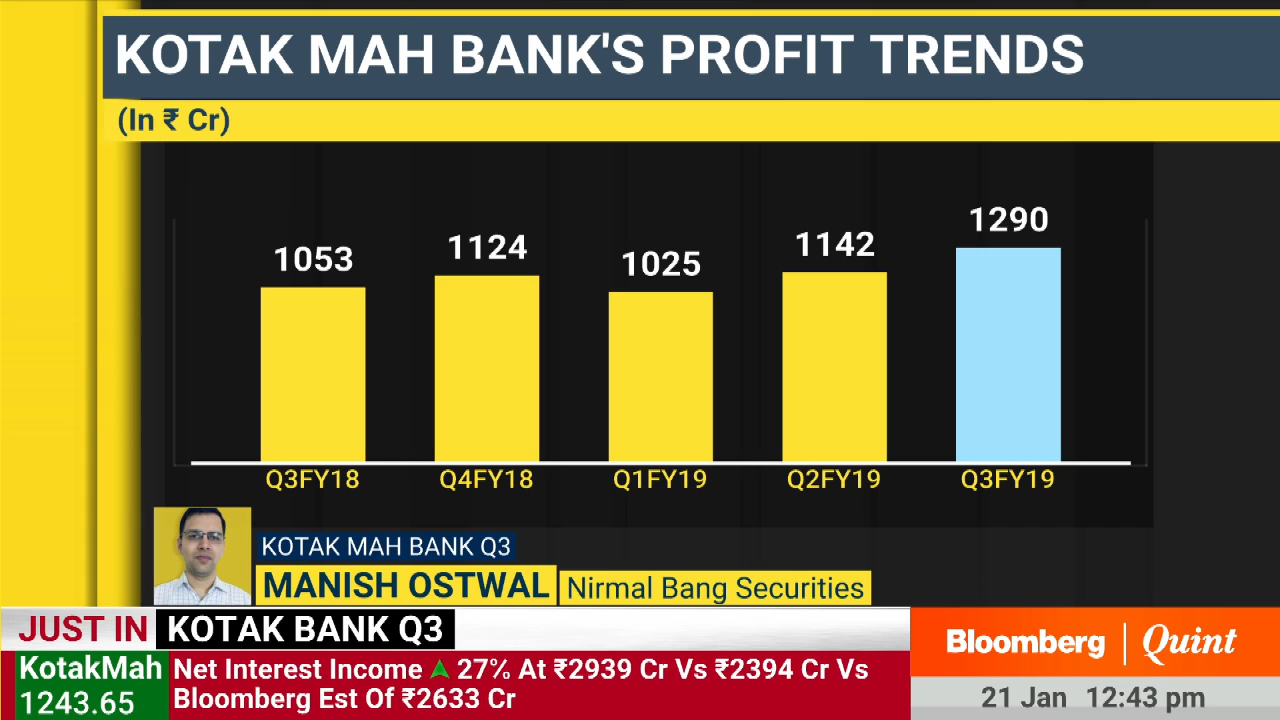 KOTAK MAH BANK'S PROFIT TRENDS
(In ₹ Cr)
1053
1124
1025
1142
1290
Q3FY18
Q4FY18
Q1FY19
Q2FY19
Q3FY19
KOTAK MAH BANK Q3
MANISH OSTWAL Nirmal Bang Securities
JUST IN KOTAK BANK Q3
KotakMah
1243.65
Net Interest Income ▲ 27% At ₹2939 Cr Vs ₹2394 Cr Vs
Bloomberg Est Of ₹2633 Cr
Bloomberg | Quint
21 Jan 12:43 pm